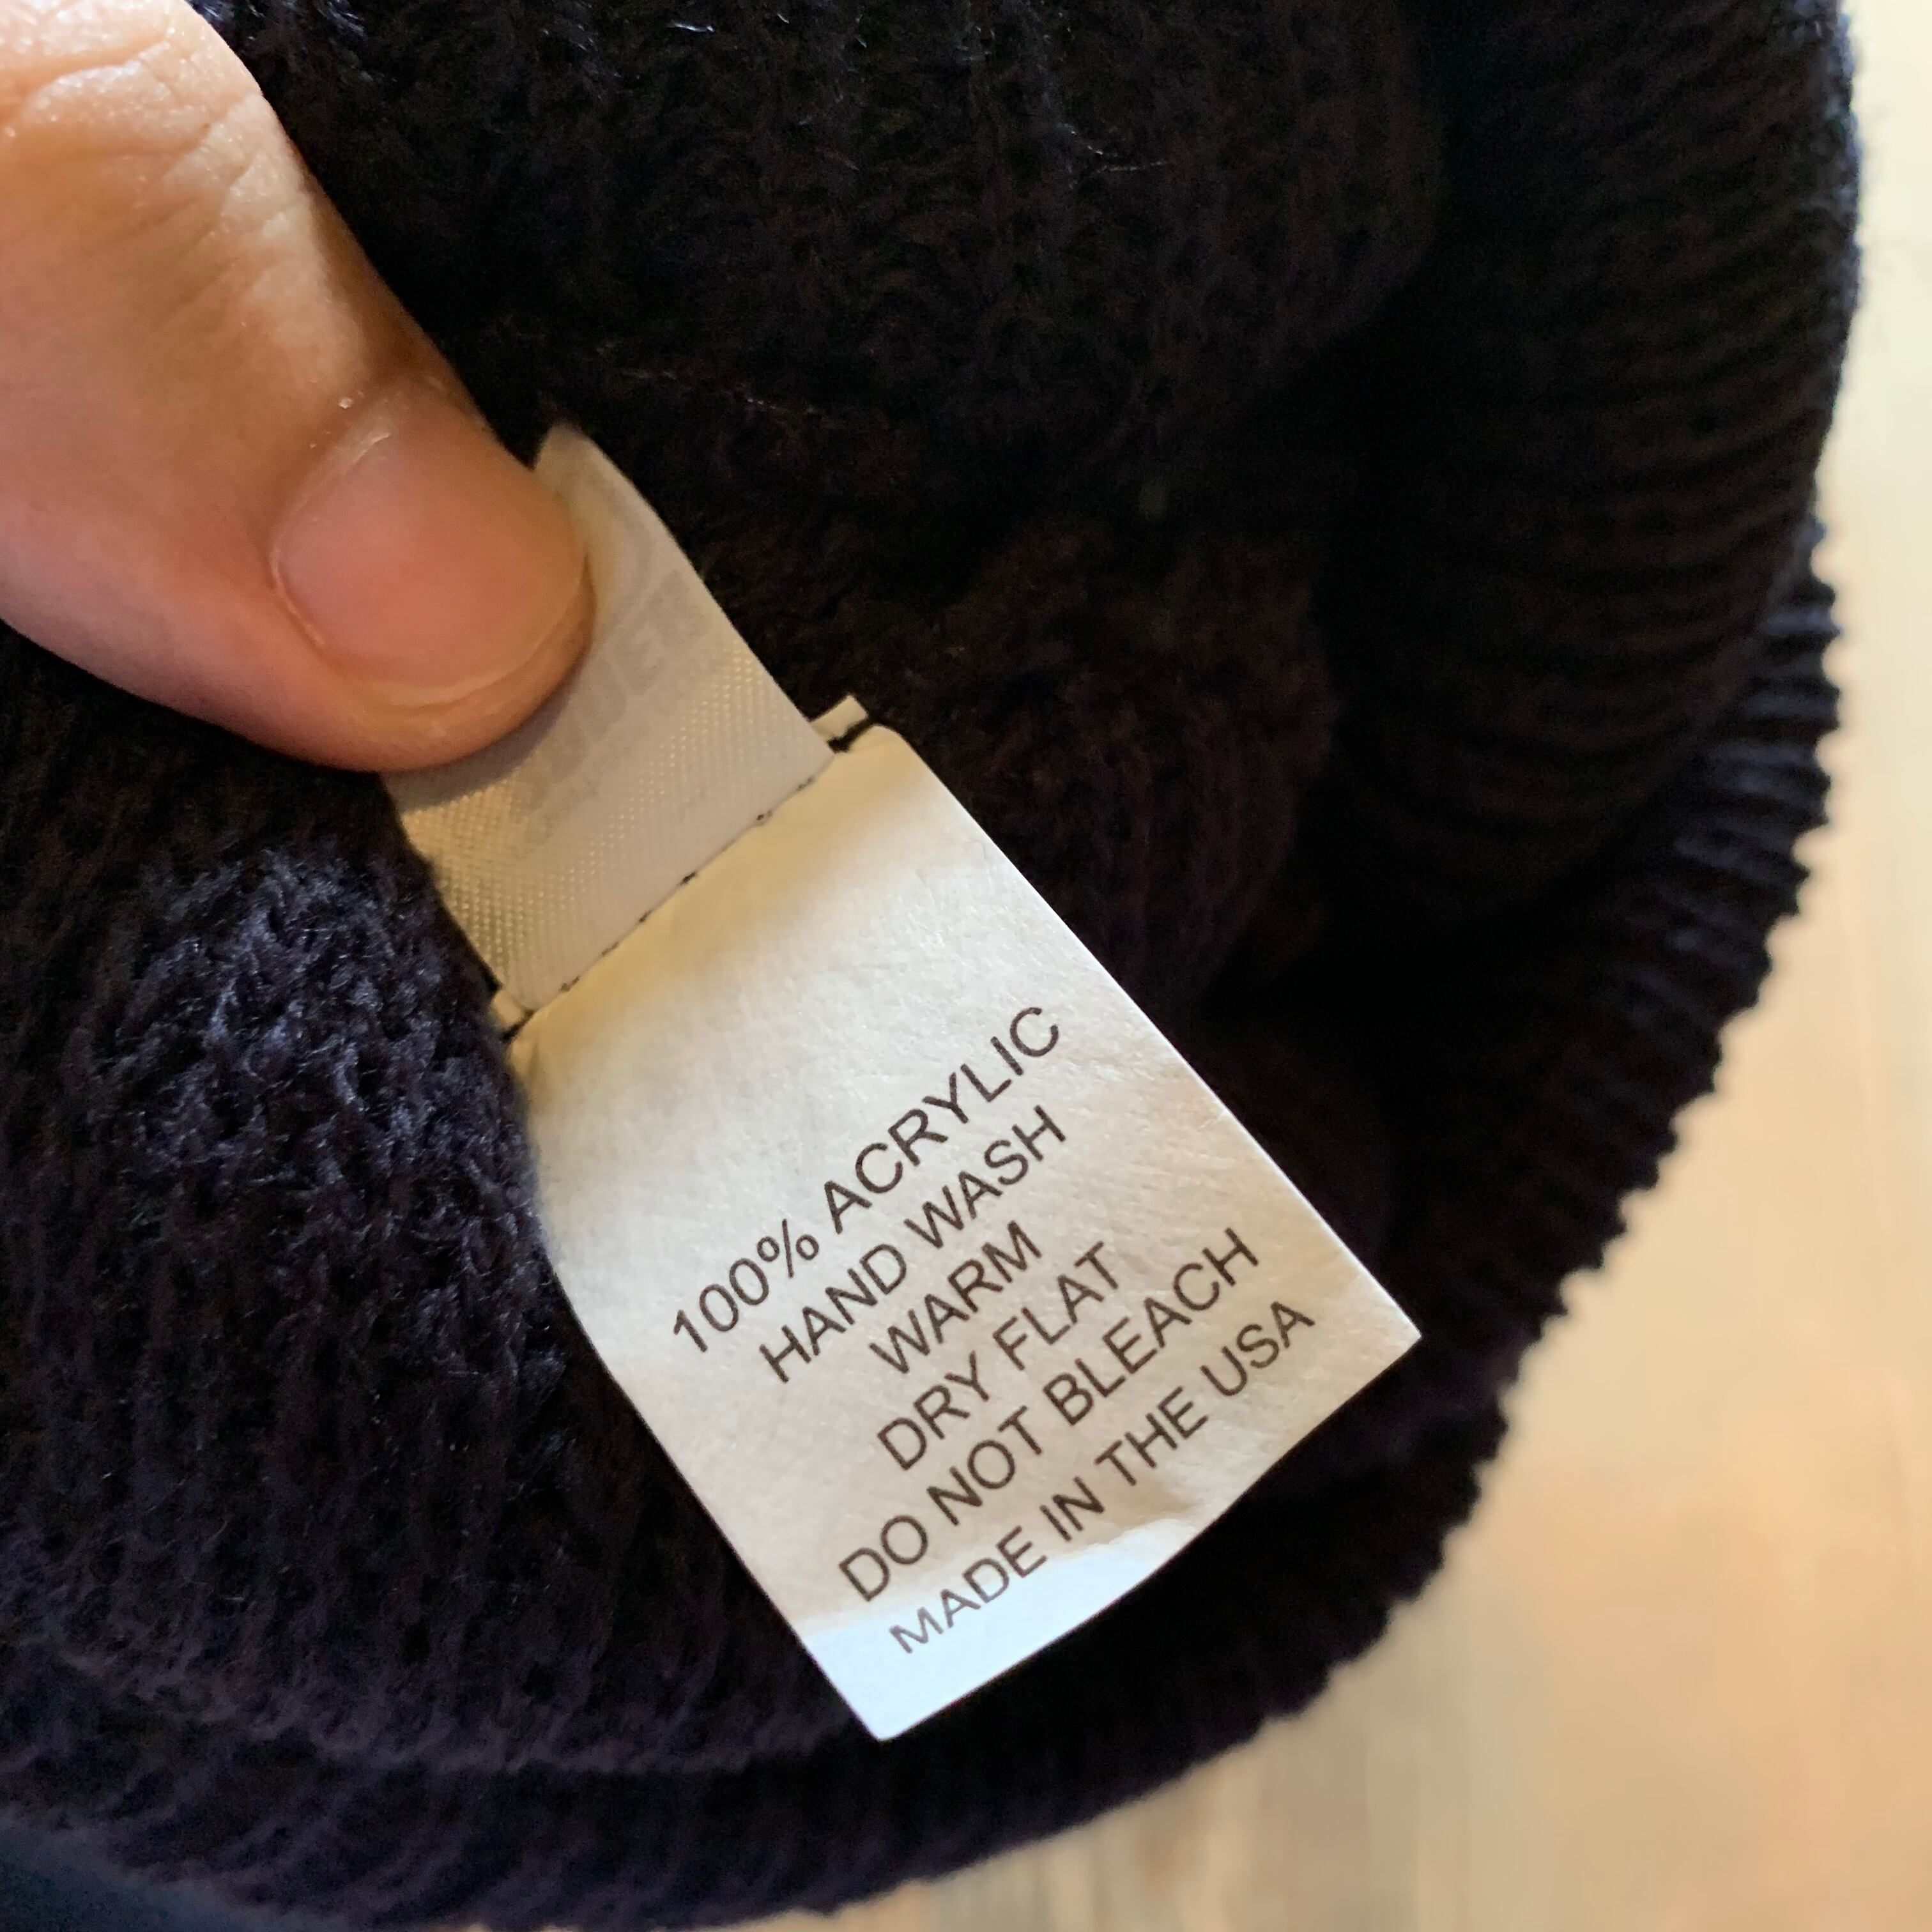 100% ACRYLIC
HAND WASH
WARM
DRY FLAT
DO NOT BLEACH
MADE IN THE USA